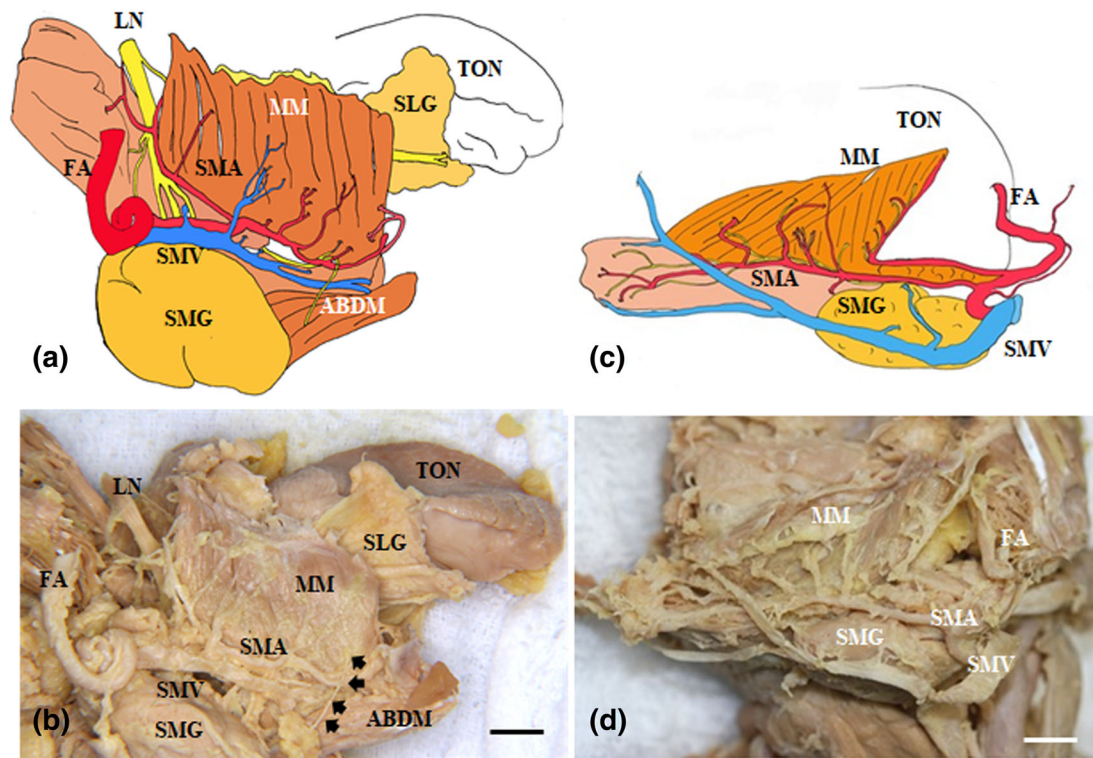 LN
TON
SLG
MM
FA
SMA
SMV
ABDM
SMG
(a)
TON
MM
FA
SMA
SMG
SMV
(c)
TON
LN
SLG
FA
MM
SMA
SMV
ABDM
SMG
(b)
MM
FA
SMA
SMG
SMV
(d)